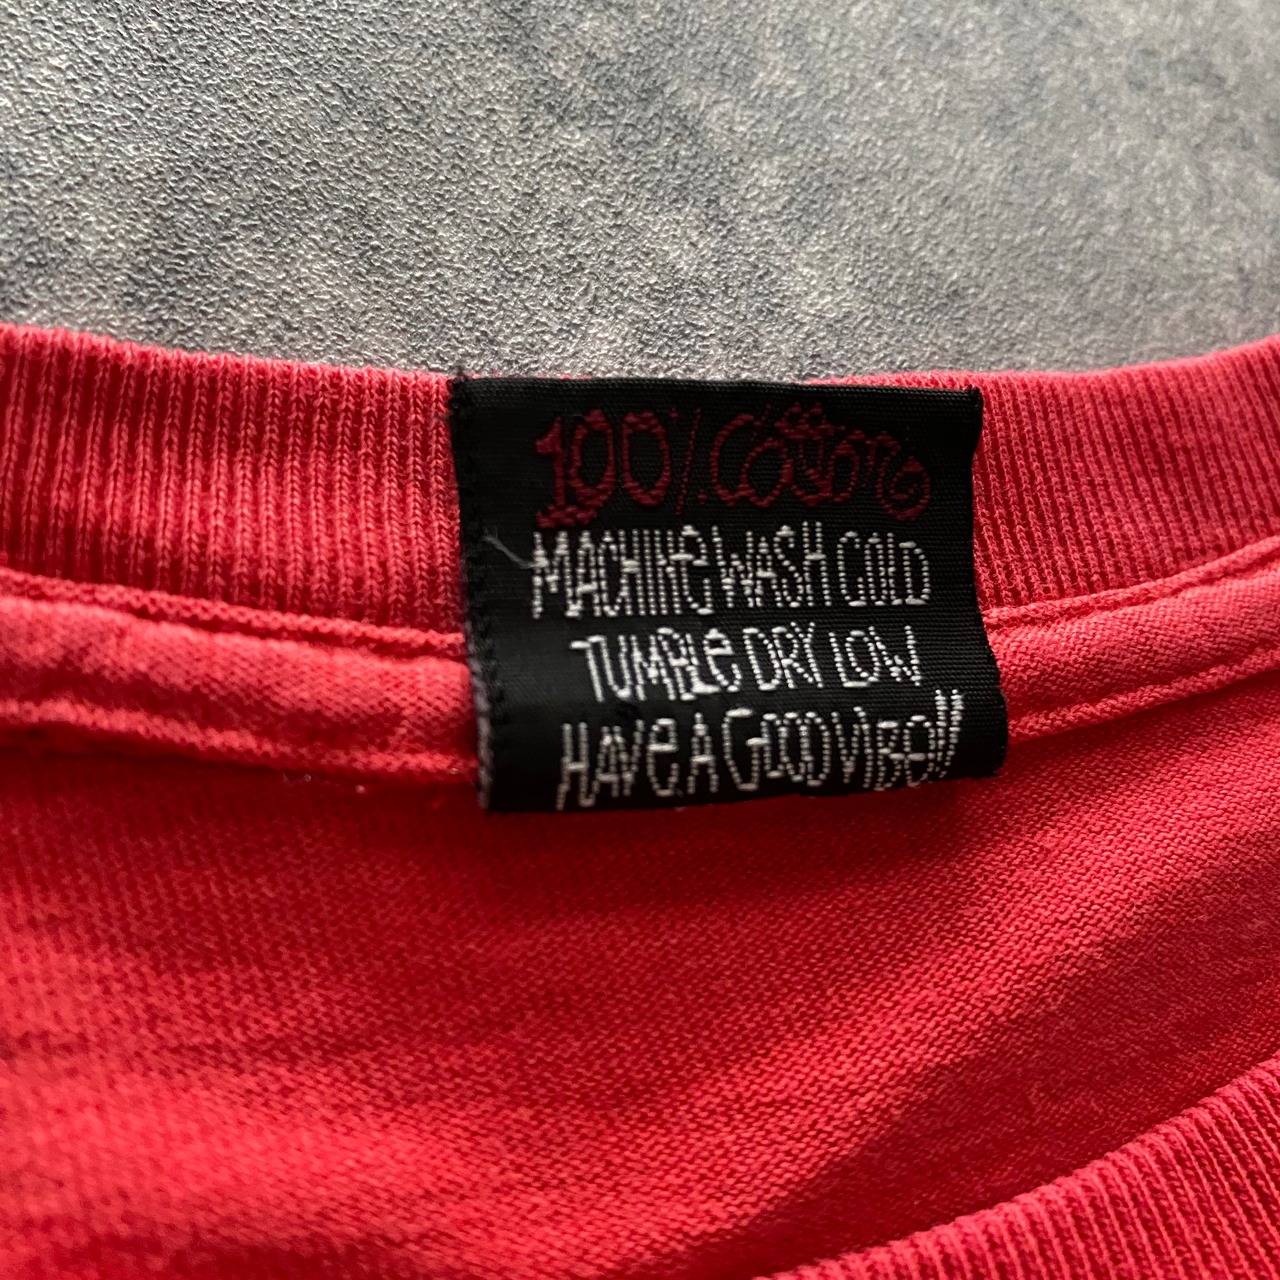 100% Cotton
MACHINe WASH COLD
TUMBLe DRY LOW
HAVe A GOOD VIBe!!